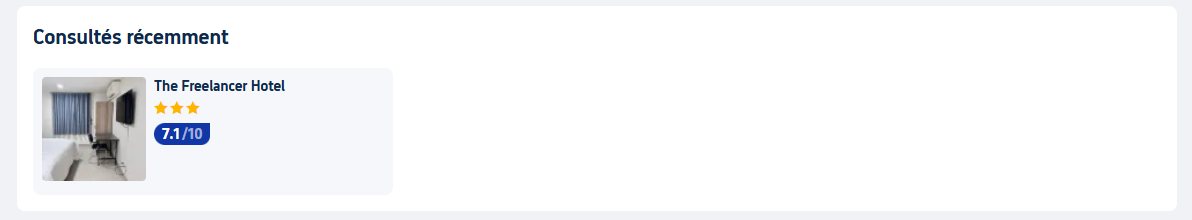 Consultés récemment
The Freelancer Hotel
7.1/10